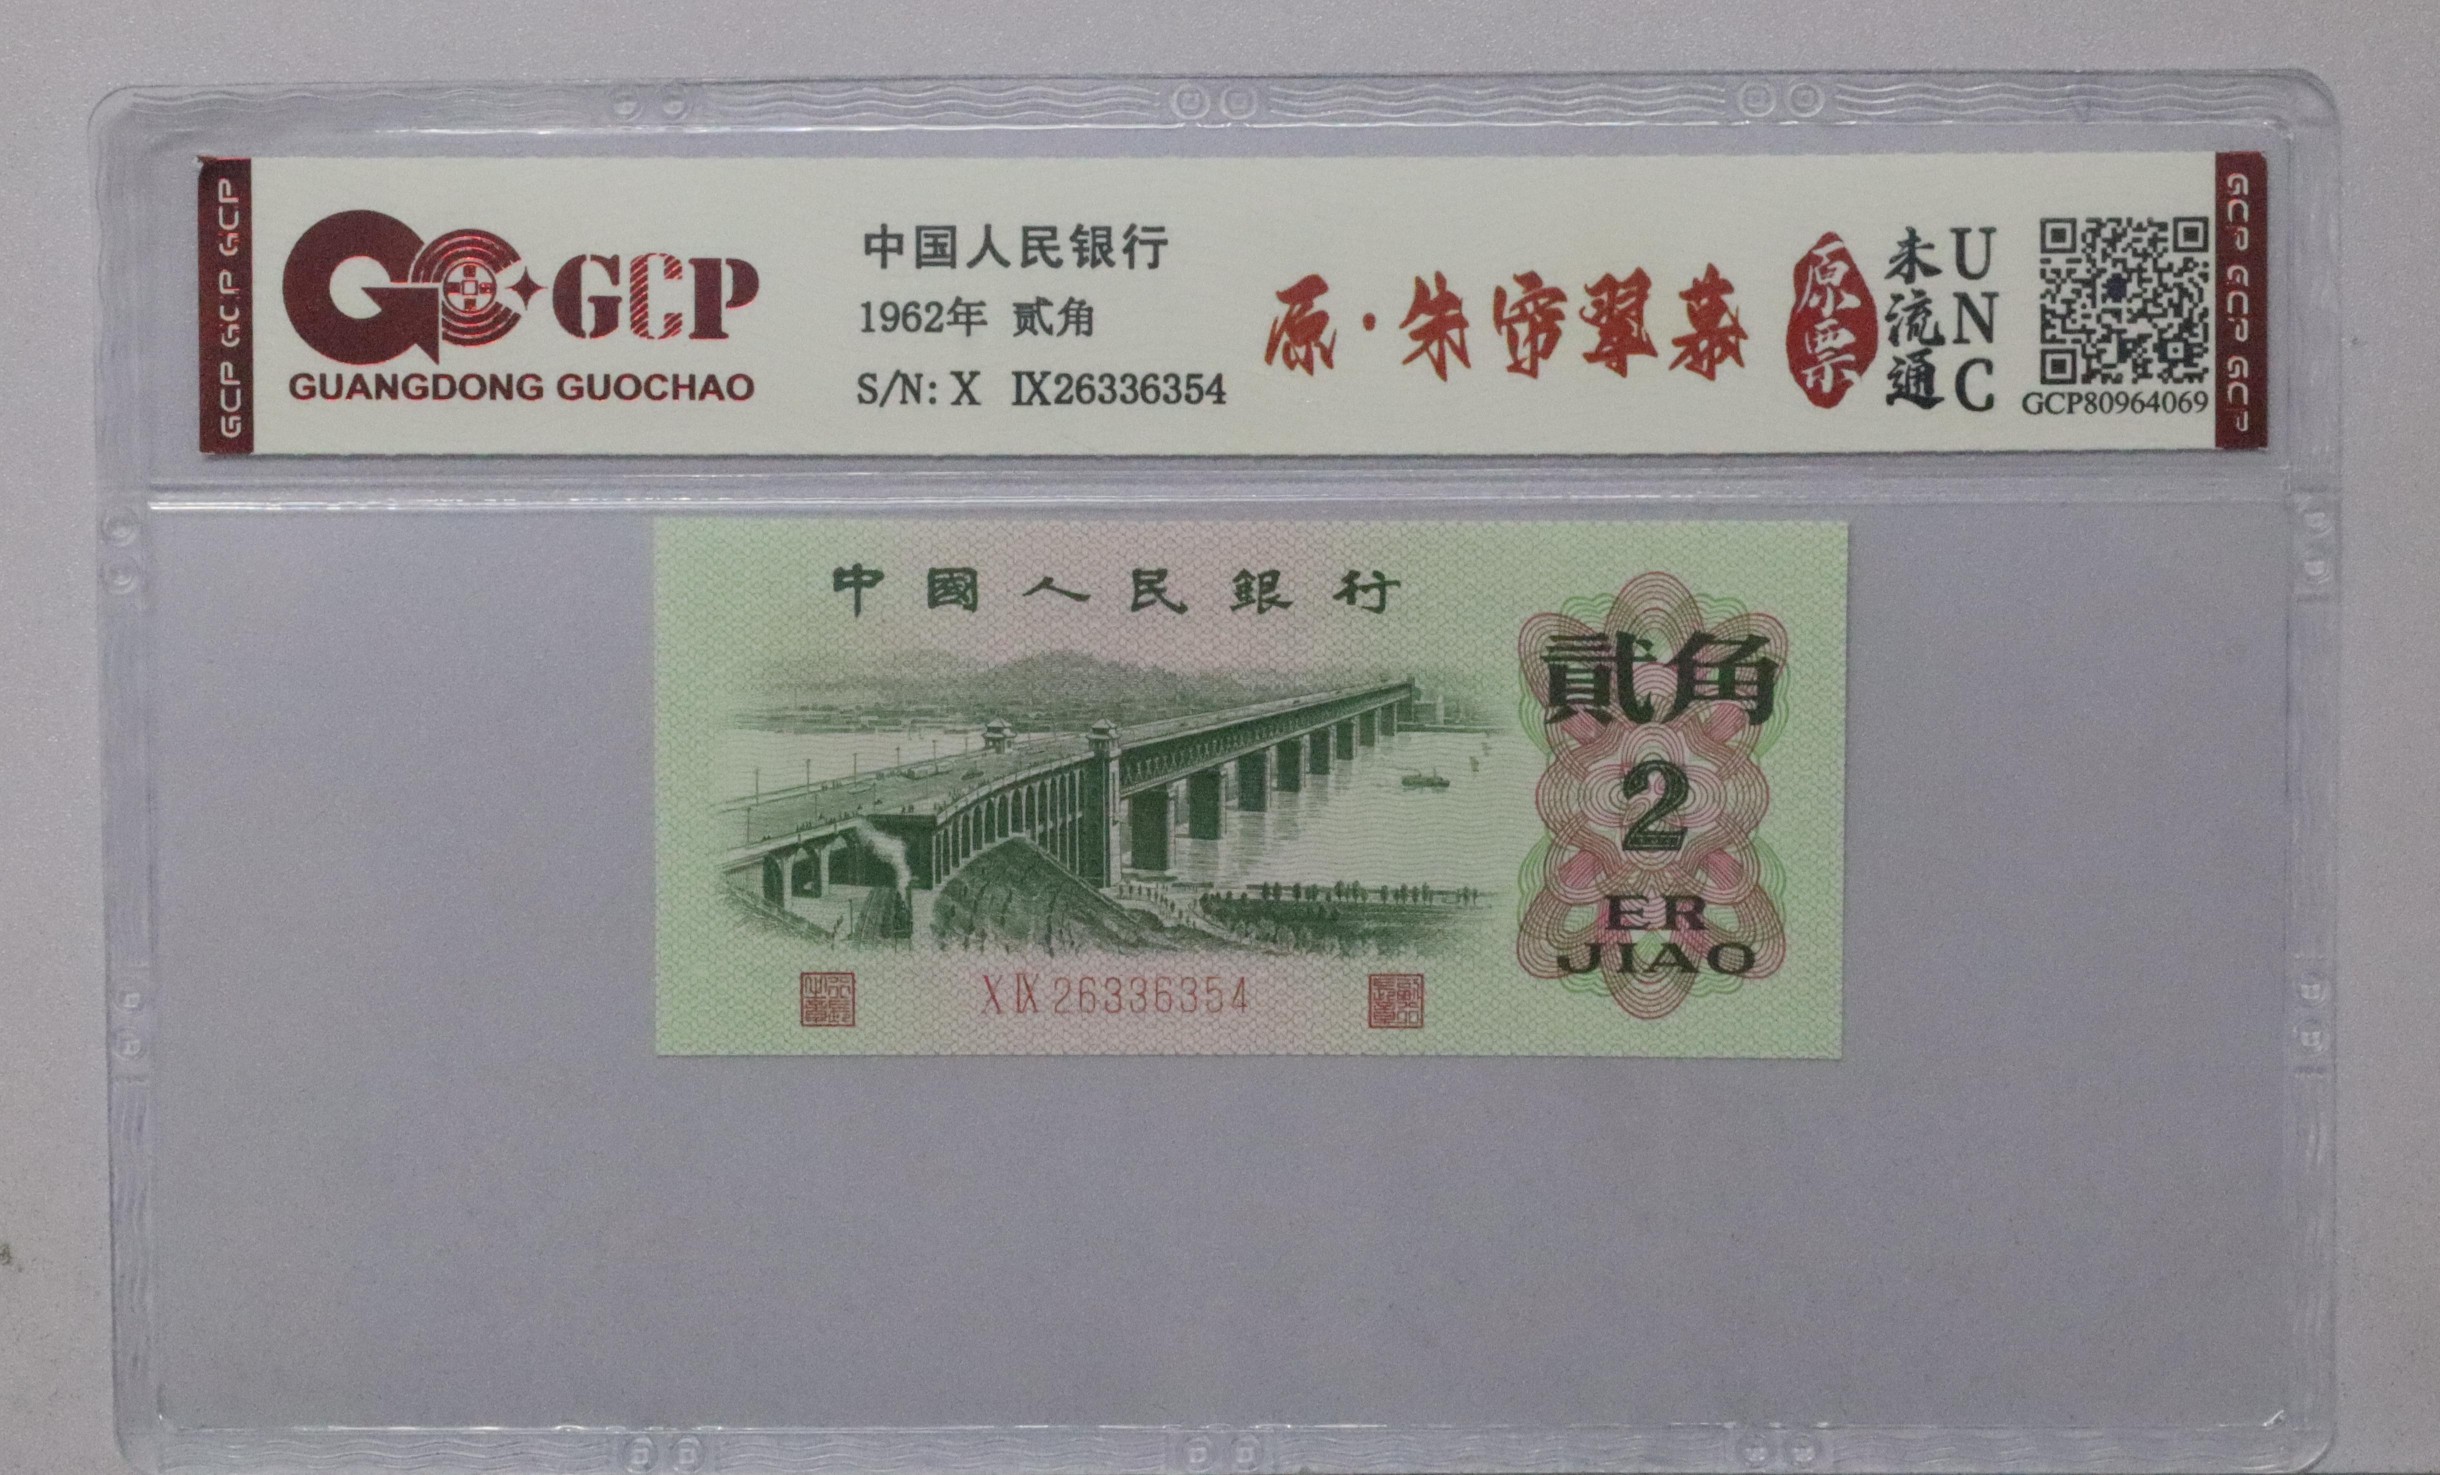 GCP GCP GCP
GCP
GUANGDONG GUOCHAO
中国人民银行
1962年 贰角
S/N: X IX26336354
原·朱帘翠幕
原票
未流通
UNC
GCP80964069
GCP GCP GCP
中國人民銀行
貳角
2
ER
JIAO
X IX 26336354